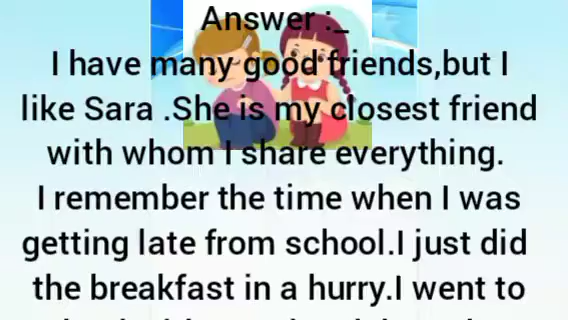 Answer :_
I have many good friends,but I
like Sara .She is my closest friend
with whom I share everything.
I remember the time when I was
getting late from school.I just did
the breakfast in a hurry.I went to